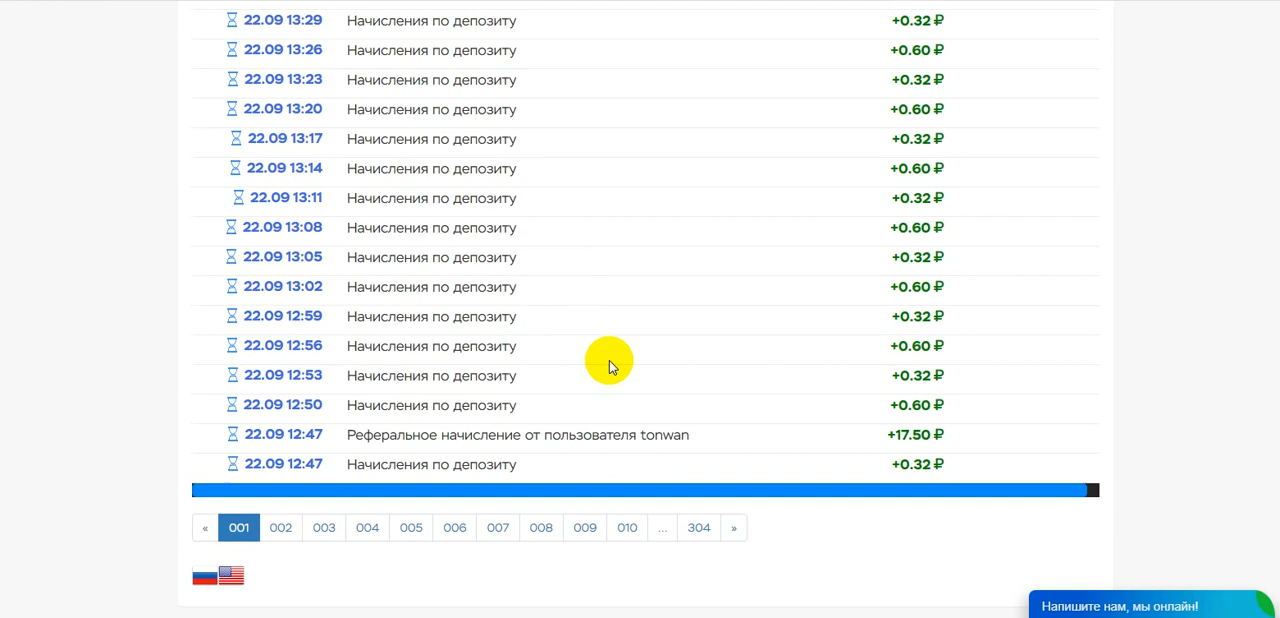 22.09 13:29 Начисления по депозиту +0.32 ₽
22.09 13:26 Начисления по депозиту +0.60 ₽
22.09 13:23 Начисления по депозиту +0.32 ₽
22.09 13:20 Начисления по депозиту +0.60 ₽
22.09 13:17 Начисления по депозиту +0.32 ₽
22.09 13:14 Начисления по депозиту +0.60 ₽
22.09 13:11 Начисления по депозиту +0.32 ₽
22.09 13:08 Начисления по депозиту +0.60 ₽
22.09 13:05 Начисления по депозиту +0.32 ₽
22.09 13:02 Начисления по депозиту +0.60 ₽
22.09 12:59 Начисления по депозиту +0.32 ₽
22.09 12:56 Начисления по депозиту +0.60 ₽
22.09 12:53 Начисления по депозиту +0.32 ₽
22.09 12:50 Начисления по депозиту +0.60 ₽
22.09 12:47 Реферальное начисление от пользователя tonwan +17.50 ₽
22.09 12:47 Начисления по депозиту +0.32 ₽
« 001 002 003 004 005 006 007 008 009 010 ... 304 »
Напишите нам, мы онлайн!